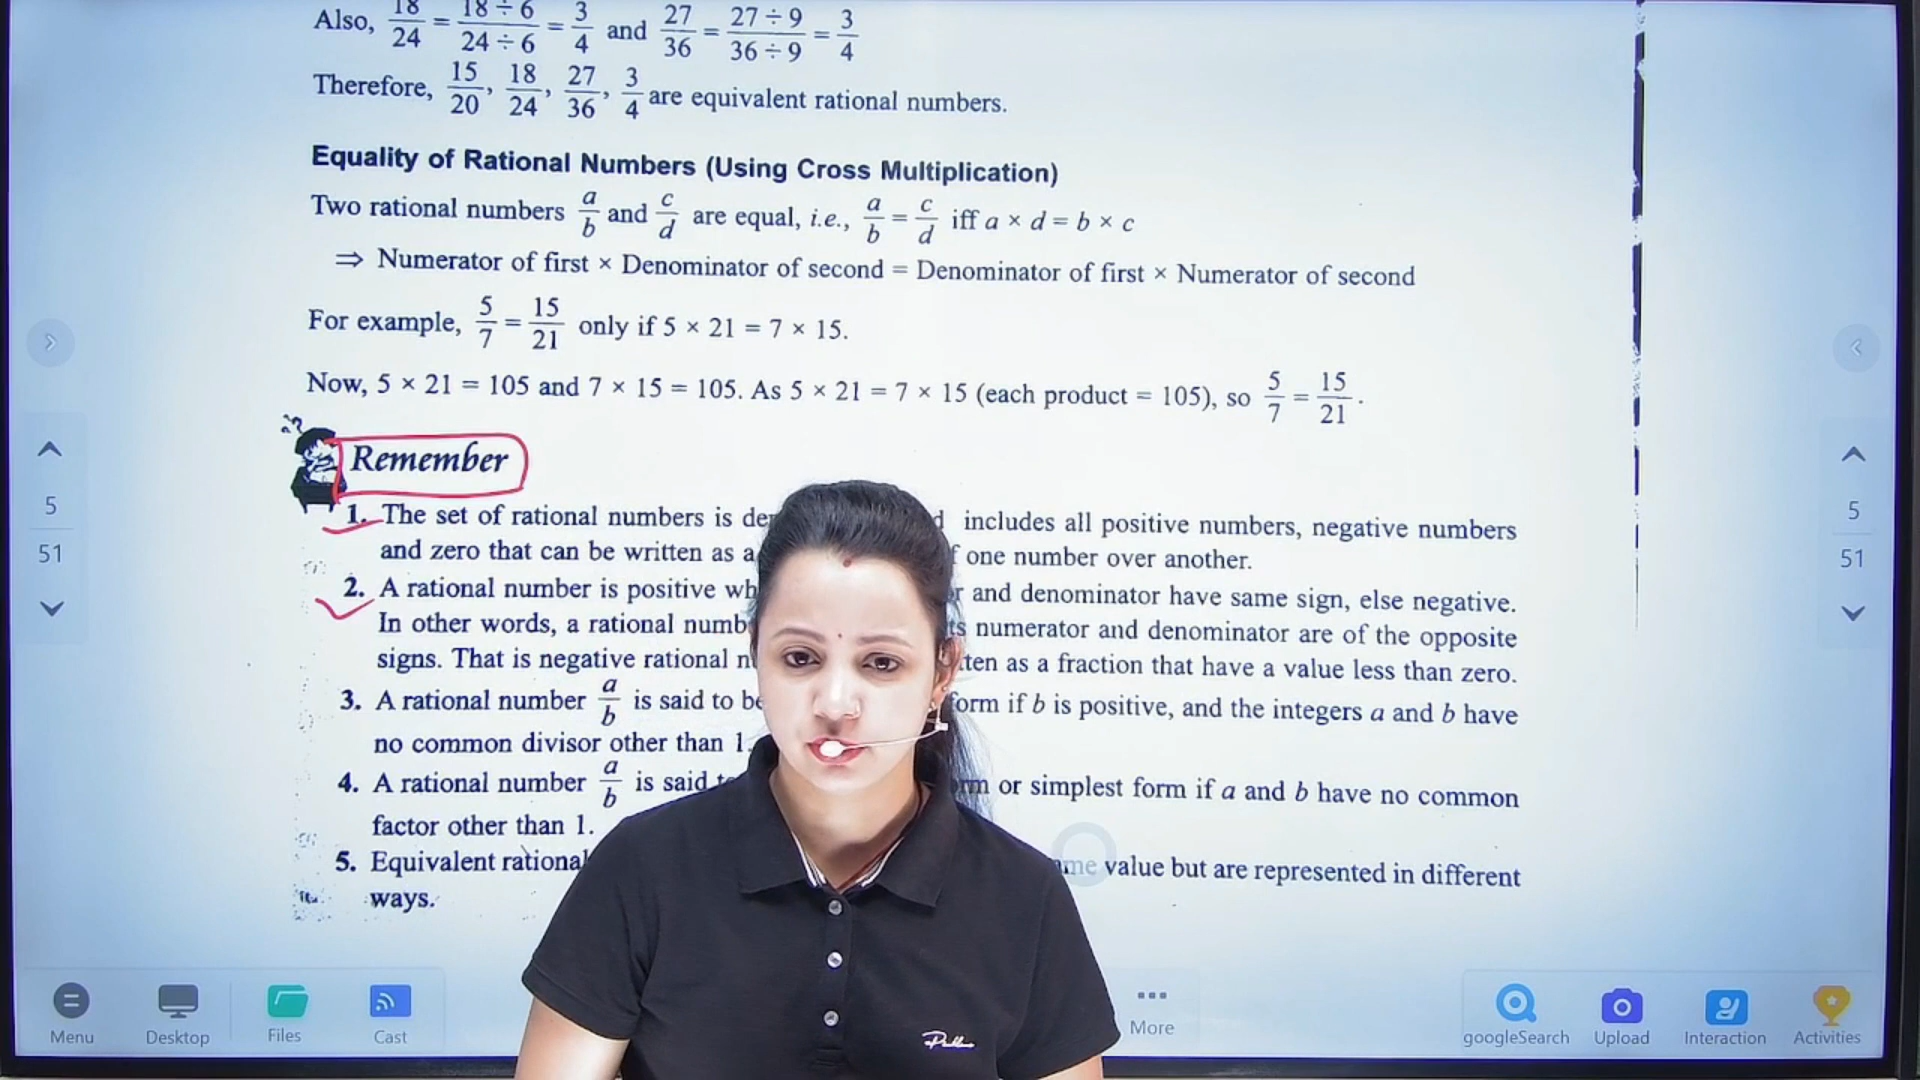 Also, 18/24 = 18 ÷ 6 / 24 ÷ 6 = 3/4 and 27/36 = 27 ÷ 9 / 36 ÷ 9 = 3/4
Therefore, 15/20, 18/24, 27/36, 3/4 are equivalent rational numbers.
Equality of Rational Numbers (Using Cross Multiplication)
Two rational numbers a/b and c/d are equal, i.e., a/b = c/d iff a × d = b × c
⇒ Numerator of first × Denominator of second = Denominator of first × Numerator of second
For example, 5/7 = 15/21 only if 5 × 21 = 7 × 15.
Now, 5 × 21 = 105 and 7 × 15 = 105. As 5 × 21 = 7 × 15 (each product = 105), so 5/7 = 15/21.
Remember
1. The set of rational numbers is includes all positive numbers, negative numbers
and zero that can be written as a one number over another.
2. A rational number is positive and denominator have same sign, else negative.
In other words, a rational numerator and denominator are of the opposite
signs. That is negative rational as a fraction that have a value less than zero.
3. A rational number a/b is said to if b is positive, and the integers a and b have
no common divisor other than 1.
4. A rational number a/b is said or simplest form if a and b have no common
factor other than 1.
5. Equivalent rational value but are represented in different
ways.
5
51
5
51
Menu
Desktop
Files
Cast
More
googleSearch
Upload
Interaction
Activities